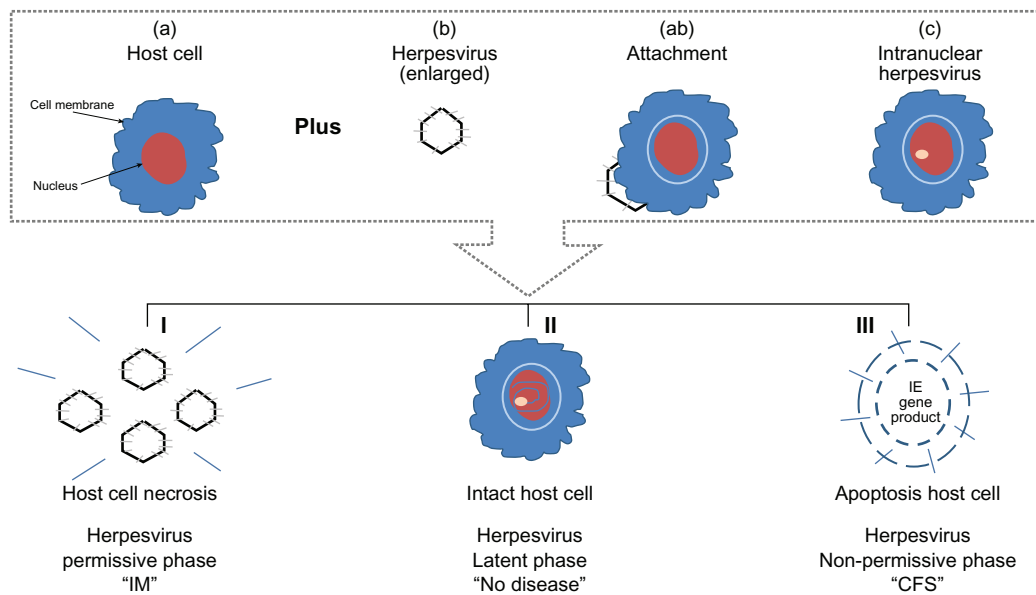 (a)
Host cell
(b)
Herpesvirus
(enlarged)
(ab)
Attachment
(c)
Intranuclear
herpesvirus
Cell membrane
Plus
Nucleus
I
II
III
IE
gene
product
Host cell necrosis
Intact host cell
Apoptosis host cell
Herpesvirus
permissive phase
“IM”
Herpesvirus
Latent phase
“No disease”
Herpesvirus
Non-permissive phase
“CFS”